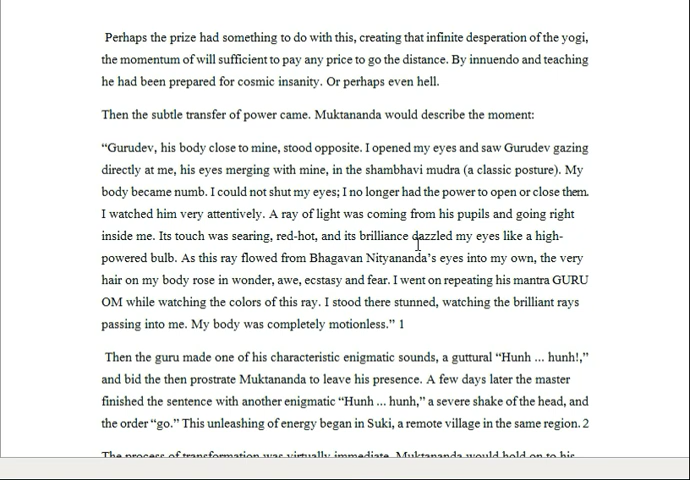 Perhaps the prize had something to do with this, creating that infinite desperation of the yogi,
the momentum of will sufficient to pay any price to go the distance. By innuendo and teaching
he had been prepared for cosmic insanity. Or perhaps even hell.
Then the subtle transfer of power came. Muktananda would describe the moment:
“Gurudev, his body close to mine, stood opposite. I opened my eyes and saw Gurudev gazing
directly at me, his eyes merging with mine, in the shambhavi mudra (a classic posture). My
body became numb. I could not shut my eyes; I no longer had the power to open or close them.
I watched him very attentively. A ray of light was coming from his pupils and going right
inside me. Its touch was searing, red-hot, and its brilliance dazzled my eyes like a high-
powered bulb. As this ray flowed from Bhagavan Nityananda’s eyes into my own, the very
hair on my body rose in wonder, awe, ecstasy and fear. I went on repeating his mantra GURU
OM while watching the colors of this ray. I stood there stunned, watching the brilliant rays
passing into me. My body was completely motionless.” 1
Then the guru made one of his characteristic enigmatic sounds, a guttural “Hunh ... hunh!,”
and bid the then prostrate Muktananda to leave his presence. A few days later the master
finished the sentence with another enigmatic “Hunh ... hunh,” a severe shake of the head, and
the order “go.” This unleashing of energy began in Suki, a remote village in the same region. 2
The process of transformation was virtually immediate. Muktananda would hold on to his